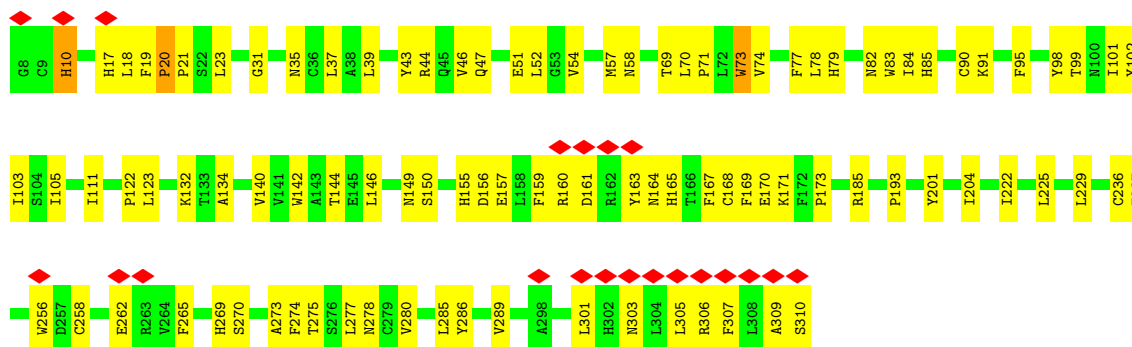 G8 C9 H10 H17 L18 F19 P20 P21 S22 L23 G31 N35 C36 L37 A38 L39 Y43 R44 Q45 V46 Q47 E51 L52 G53 V54 M57 N58 T69 L70 P71 L72 W73 V74 F77 L78 H79 N82 W83 I84 H85 C90 K91 F95 Y98 T99 N100 I101
I103 S104 I105 I111 P122 L123 K132 T133 A134 V140 V141 W142 A143 T144 E145 L146 N149 S150 H155 D156 E157 L158 F159 R160 D161 R162 Y163 N164 H165 T166 F167 C168 F169 E170 K171 F172 P173 R185 P193 Y201 I204 I222 L225 L229 C236
W256 D257 C258 E262 R263 V264 F265 H269 S270 A273 F274 T275 S276 L277 N278 C279 V280 L285 Y286 V289 A298 L301 H302 N303 L304 L305 R306 F307 L308 A309 S310